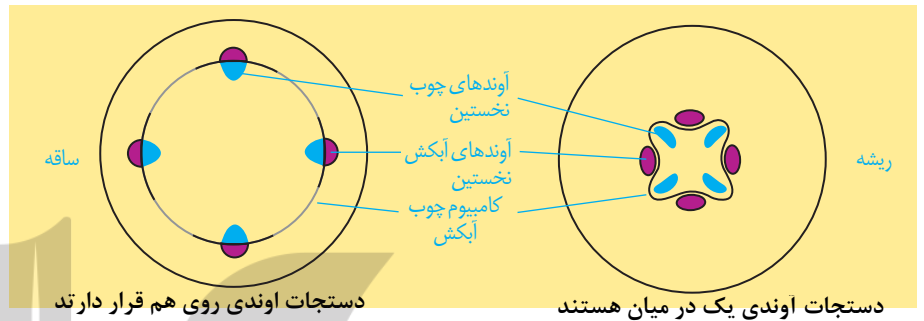 آوندهای چوب
نخستین
ساقه
آوندهای آبکش
نخستین
ریشه
کامبیوم چوب
آبکش
دستجات آوندی یک در میان هستند
دستجات اوندی روی هم قرار دارتد